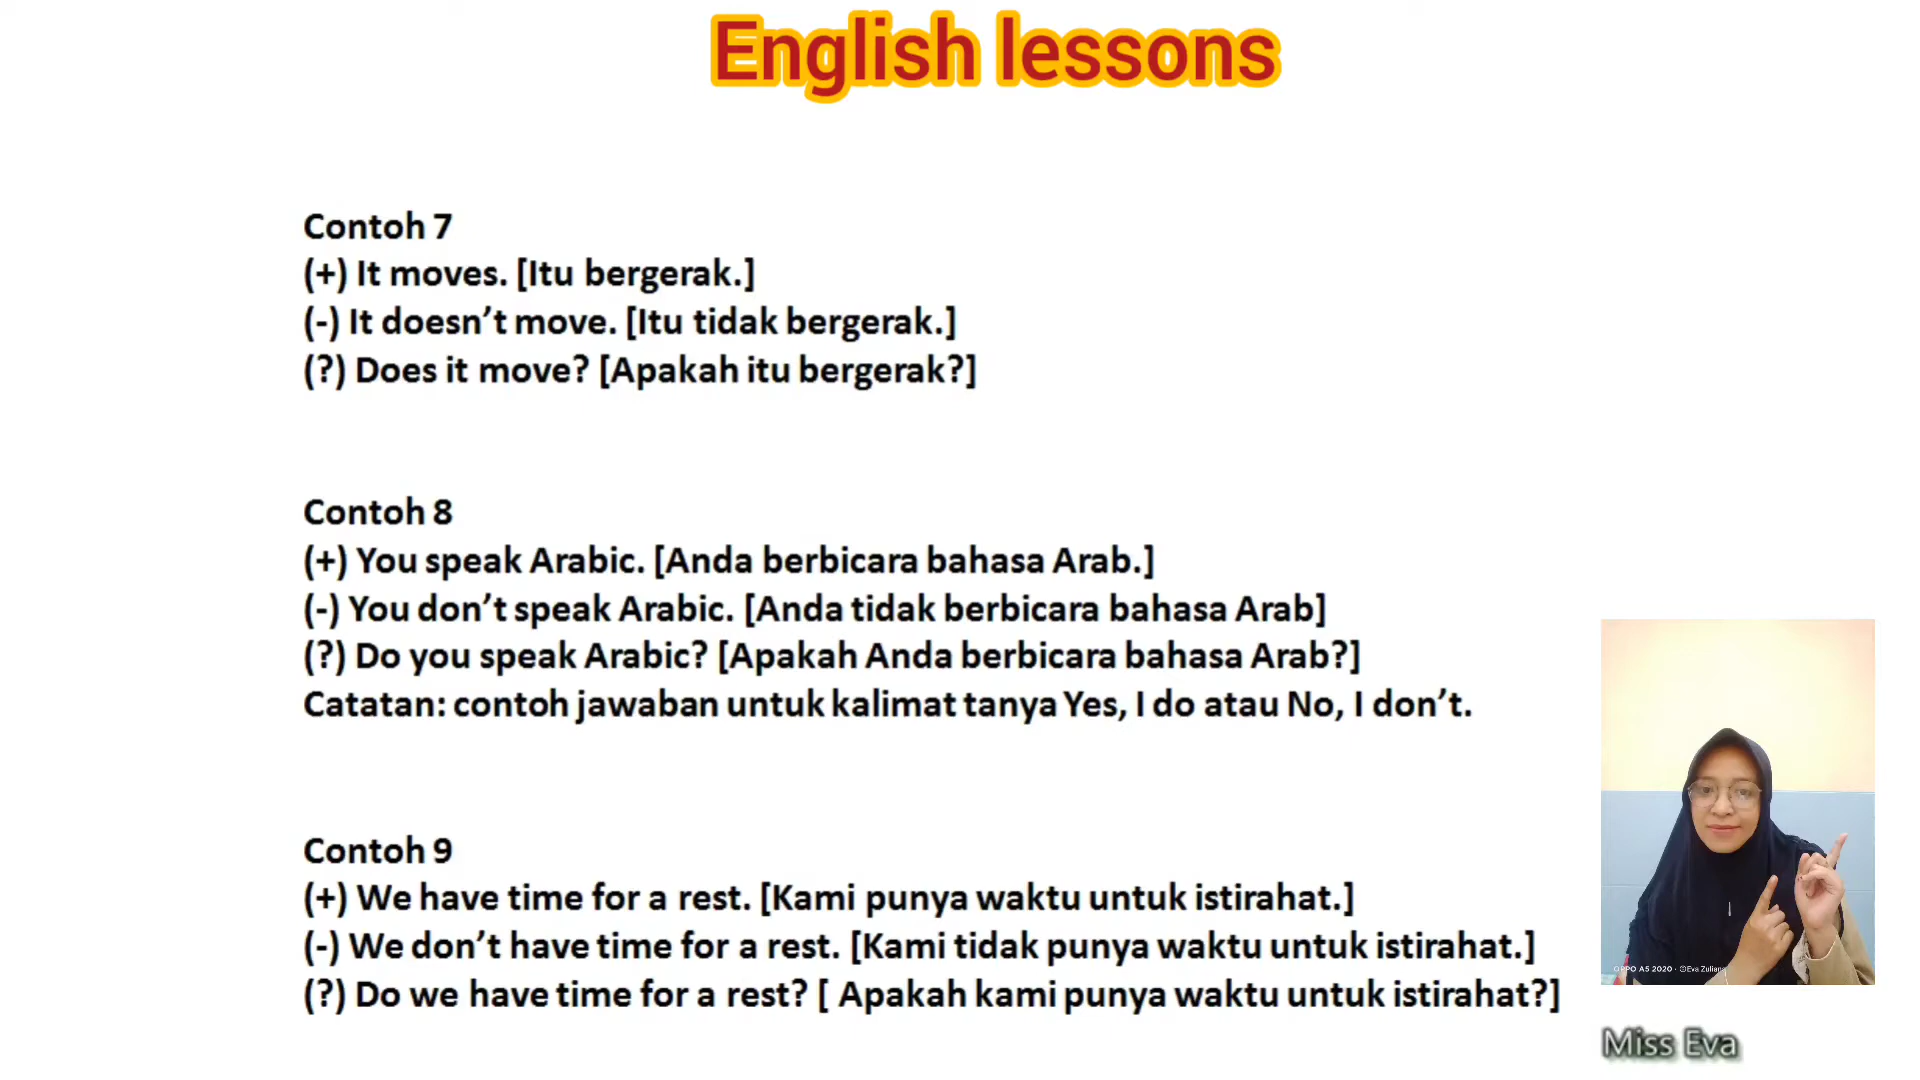 English lessons
Contoh 7
(+) It moves. [Itu bergerak.]
(-) It doesn’t move. [Itu tidak bergerak.]
(?) Does it move? [Apakah itu bergerak?]
Contoh 8
(+) You speak Arabic. [Anda berbicara bahasa Arab.]
(-) You don’t speak Arabic. [Anda tidak berbicara bahasa Arab]
(?) Do you speak Arabic? [Apakah Anda berbicara bahasa Arab?]
Catatan: contoh jawaban untuk kalimat tanya Yes, I do atau No, I don’t.
Contoh 9
(+) We have time for a rest. [Kami punya waktu untuk istirahat.]
(-) We don’t have time for a rest. [Kami tidak punya waktu untuk istirahat.]
(?) Do we have time for a rest? [ Apakah kami punya waktu untuk istirahat?]
OPPO A5 2020 · ©Eva Zuliana
Miss Eva